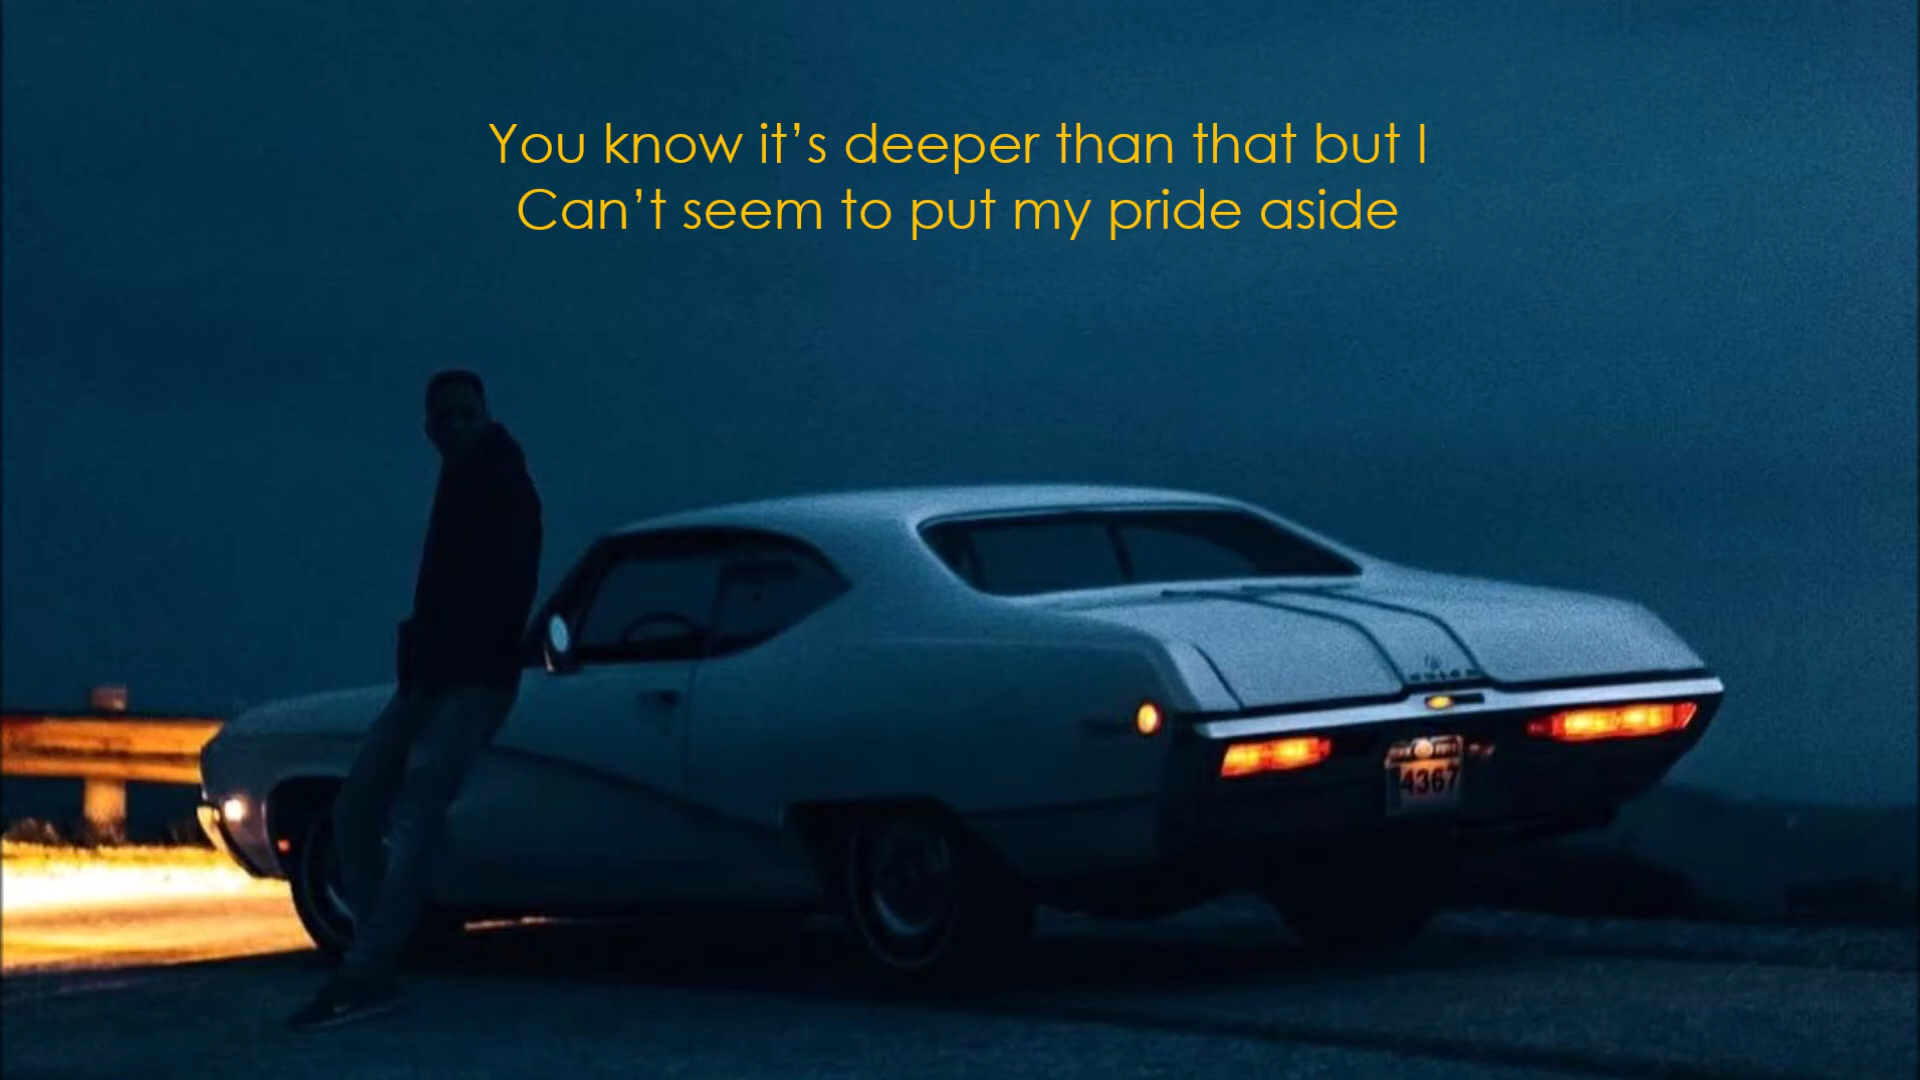 You know it’s deeper than that but I
Can’t seem to put my pride aside
4367